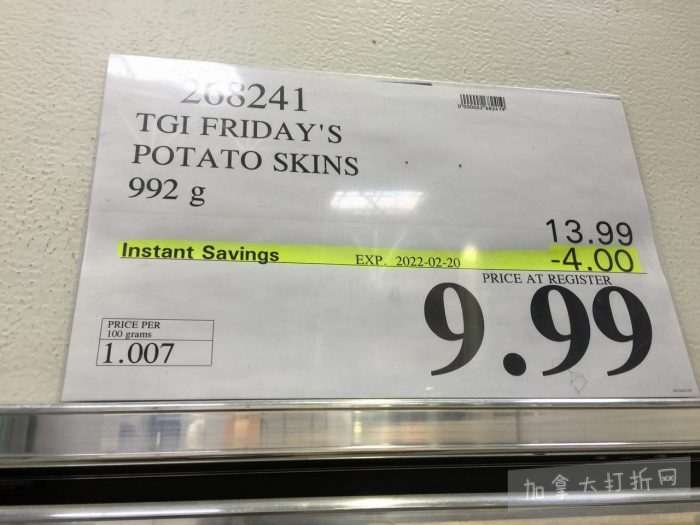 268241
TGI FRIDAY'S
POTATO SKINS
992 g
13.99
Instant Savings EXP. 2022-02-20 -4.00
PRICE AT REGISTER
9.99
PRICE PER
100 grams
1.007
加拿大打折网